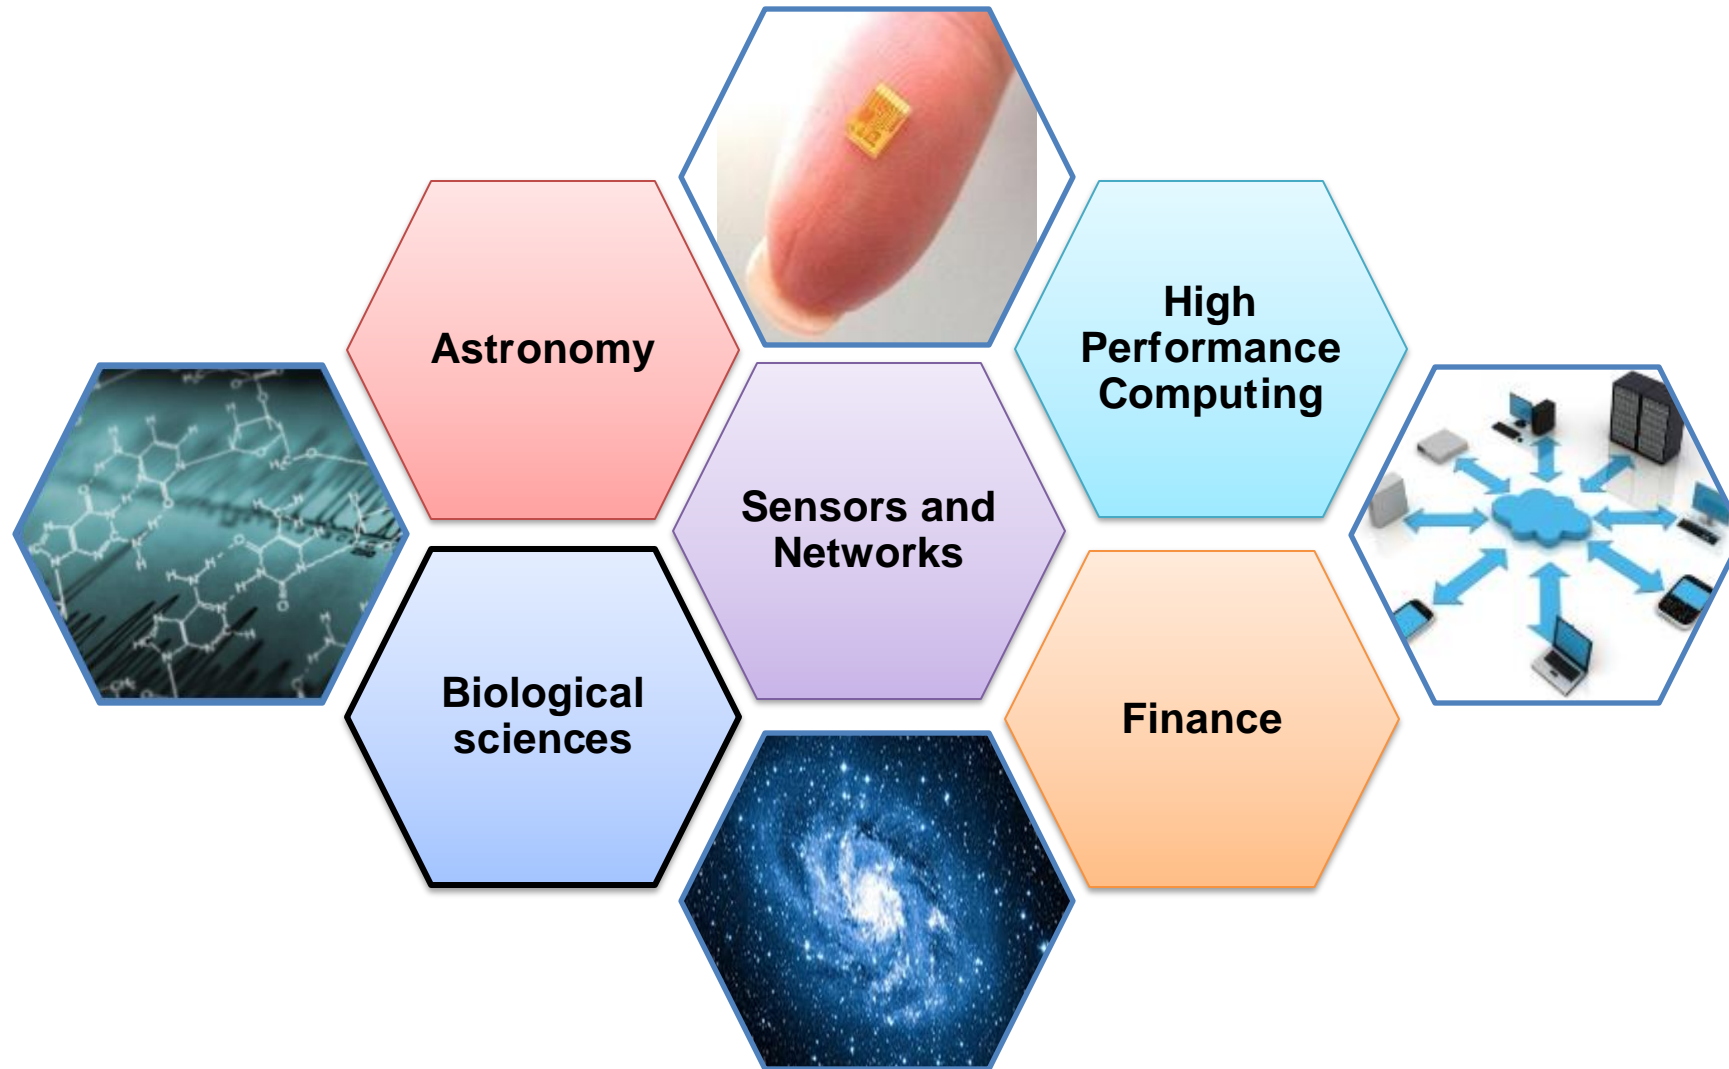 Astronomy
High
Performance
Computing
Sensors and
Networks
Biological
sciences
Finance